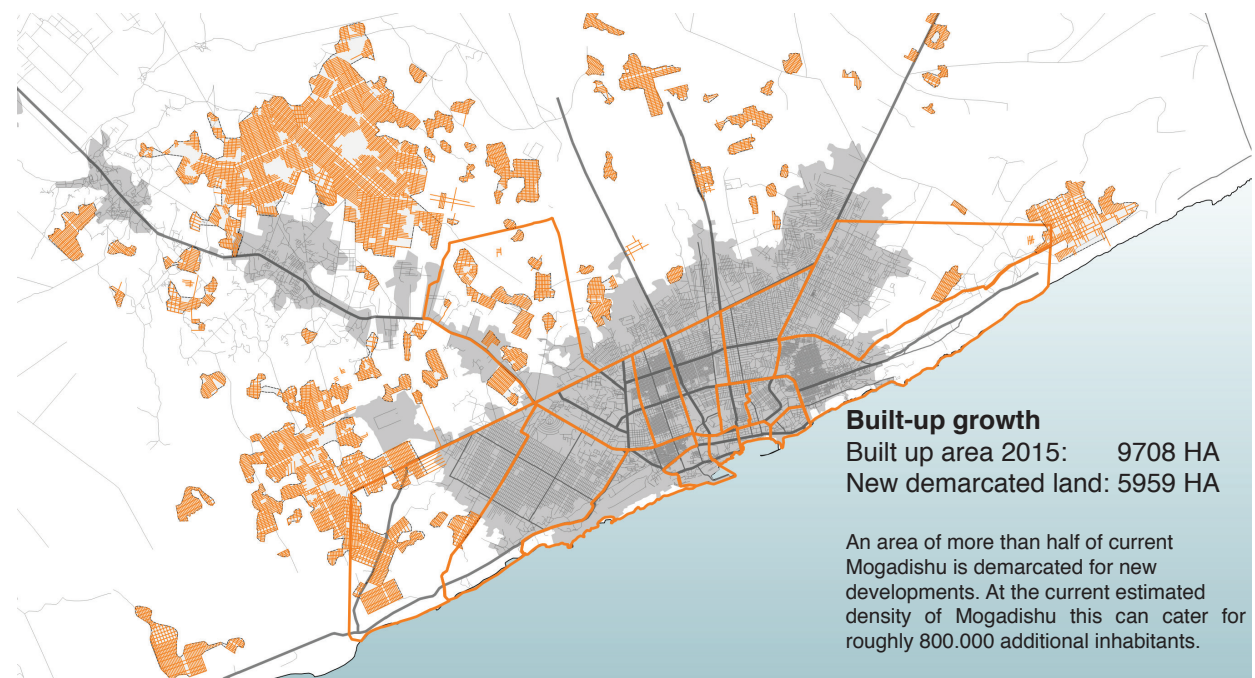 Built-up growth
Built up area 2015: 9708 HA
New demarcated land: 5959 HA
An area of more than half of current
Mogadishu is demarcated for new
developments. At the current estimated
density of Mogadishu this can cater for
roughly 800.000 additional inhabitants.